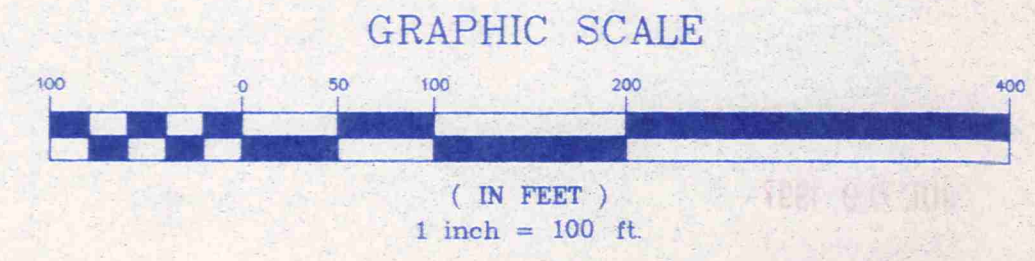 GRAPHIC SCALE
100 0 50 100 200 400
( IN FEET )
1 inch = 100 ft.